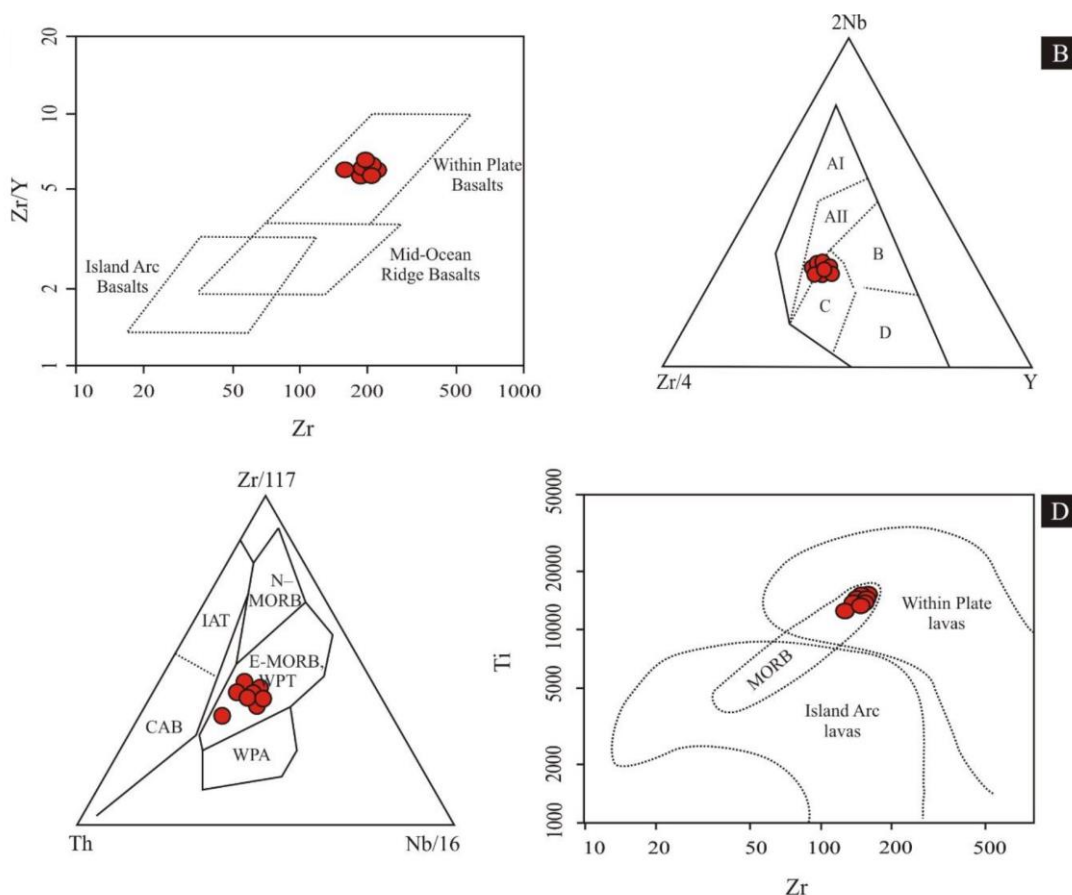 20
10
5
2
1
Zr/Y
Within Plate
Basalts
Mid-Ocean
Ridge Basalts
Island Arc
Basalts
10 20 50 100 200 500 1000
Zr
B
2Nb
AI
AII
B
C
D
Zr/4
Y
Zr/117
N–
MORB
IAT
E-MORB,
WPT
CAB
WPA
Th
Nb/16
D
50000
20000
10000
5000
2000
1000
Ti
Within Plate
lavas
MORB
Island Arc
lavas
10 20 50 100 200 500
Zr